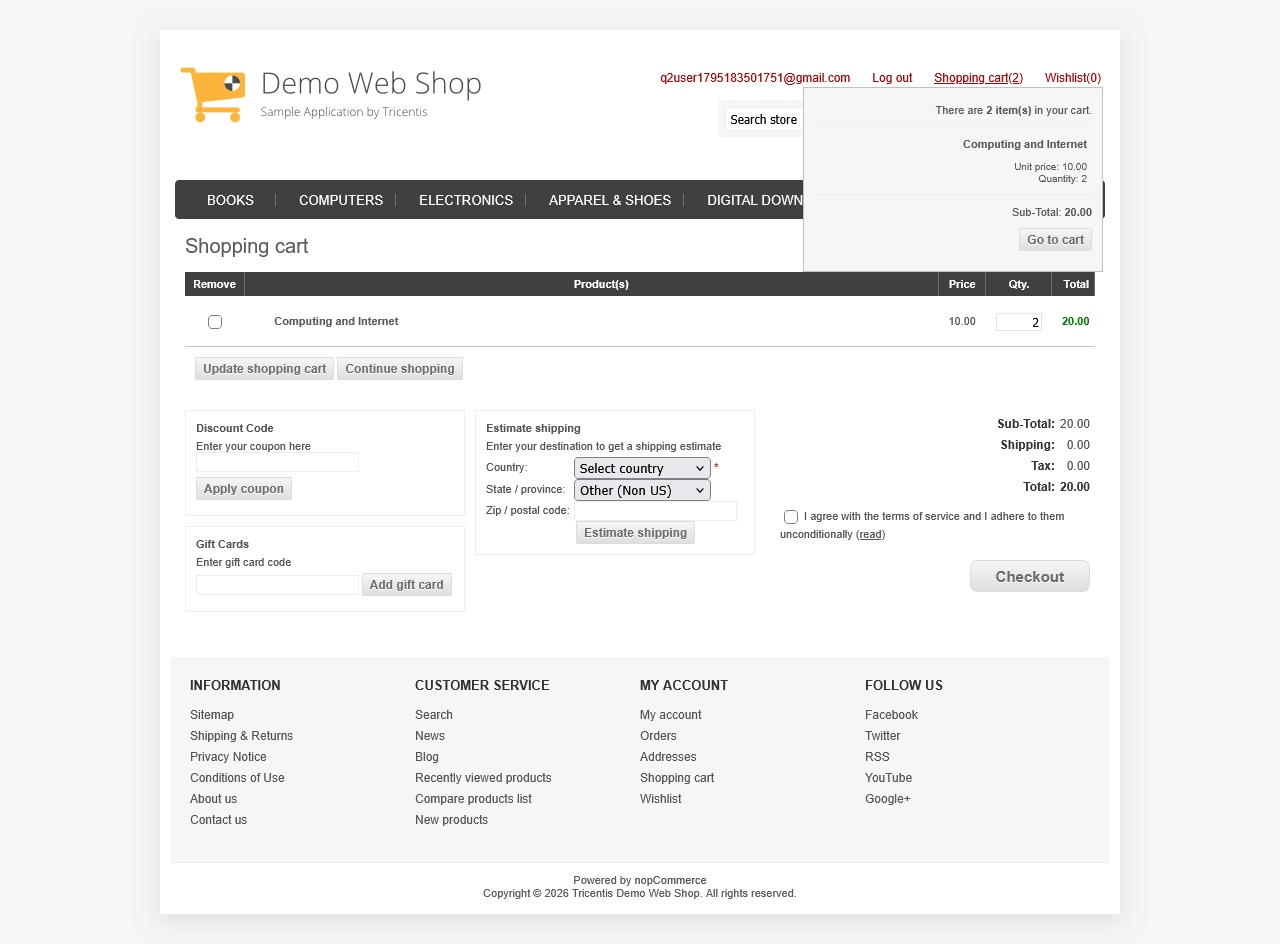 Demo Web Shop
Sample Application by Tricentis
q2user1795183501751@gmail.com Log out Shopping cart(2) Wishlist(0)
Search store
There are 2 item(s) in your cart.
Computing and Internet
Unit price: 10.00
Quantity: 2
Sub-Total: 20.00
Go to cart
BOOKS COMPUTERS ELECTRONICS APPAREL & SHOES DIGITAL DOWN
Shopping cart
Remove Product(s) Price Qty. Total
Computing and Internet 10.00 2 20.00
Update shopping cart Continue shopping
Discount Code
Enter your coupon here
Apply coupon
Gift Cards
Enter gift card code
Add gift card
Estimate shipping
Enter your destination to get a shipping estimate
Country: Select country *
State / province: Other (Non US)
Zip / postal code:
Estimate shipping
Sub-Total: 20.00
Shipping: 0.00
Tax: 0.00
Total: 20.00
I agree with the terms of service and I adhere to them
unconditionally (read)
Checkout
INFORMATION
Sitemap
Shipping & Returns
Privacy Notice
Conditions of Use
About us
Contact us
CUSTOMER SERVICE
Search
News
Blog
Recently viewed products
Compare products list
New products
MY ACCOUNT
My account
Orders
Addresses
Shopping cart
Wishlist
FOLLOW US
Facebook
Twitter
RSS
YouTube
Google+
Powered by nopCommerce
Copyright © 2026 Tricentis Demo Web Shop. All rights reserved.